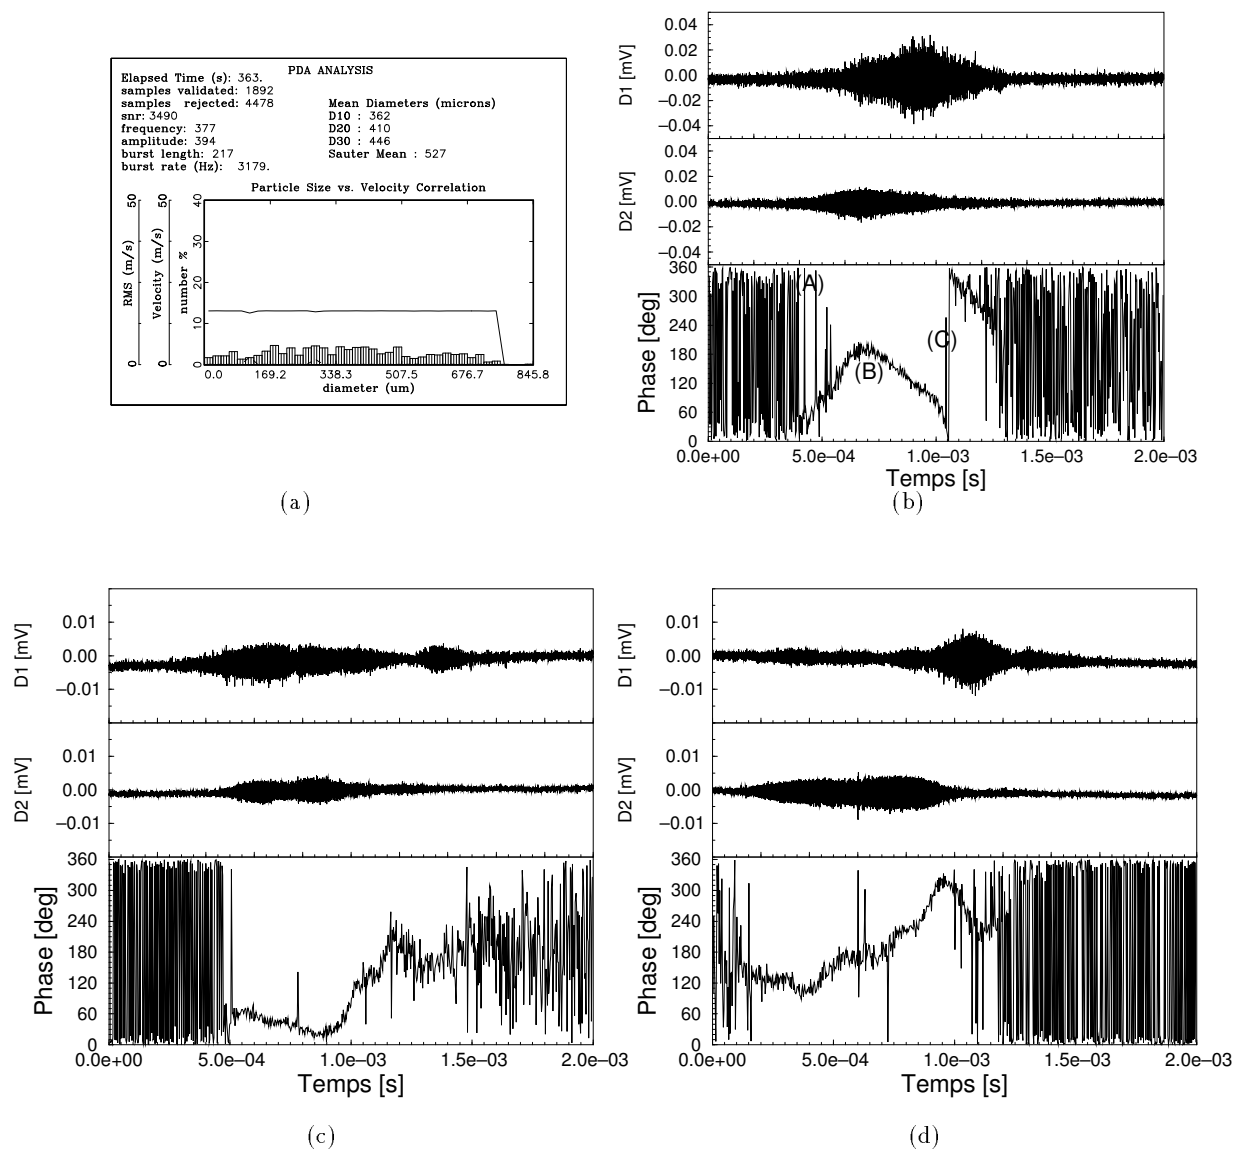 PDA ANALYSIS
Elapsed Time (s): 363.
samples validated: 1892
samples rejected: 4478
snr: 3490
frequency: 377
amplitude: 394
burst length: 217
burst rate (Hz): 3179.
Mean Diameters (microns)
D10 : 362
D20 : 410
D30 : 446
Sauter Mean : 527
Particle Size vs. Velocity Correlation
RMS (m/s)
0 50
Velocity (m/s)
0 50
number %
0 10 20 30 40
0.0 169.2 338.3 507.5 676.7 845.8
diameter (um)
(a)
D1 [mV]
0.04
0.02
0.00
−0.02
−0.04
D2 [mV]
0.04
0.02
0.00
−0.02
−0.04
Phase [deg]
360
300
240
180
120
60
0
(A)
(B)
(C)
0.0e+00 5.0e−04 1.0e−03 1.5e−03 2.0e−03
Temps [s]
(b)
D1 [mV]
0.01
0.00
−0.01
D2 [mV]
0.01
0.00
−0.01
Phase [deg]
360
300
240
180
120
60
0
0.0e+00 5.0e−04 1.0e−03 1.5e−03 2.0e−03
Temps [s]
(c)
D1 [mV]
0.01
0.00
−0.01
D2 [mV]
0.01
0.00
−0.01
Phase [deg]
360
300
240
180
120
60
0
0.0e+00 5.0e−04 1.0e−03 1.5e−03 2.0e−03
Temps [s]
(d)